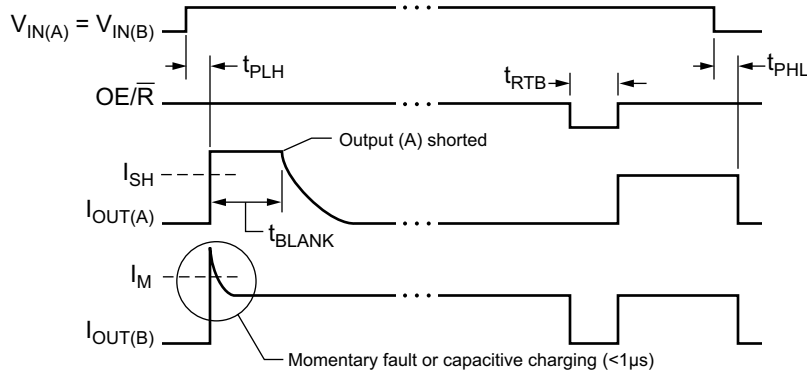 V_IN(A) = V_IN(B)
t_PLH
t_RTB
t_PHL
OE/R̅
Output (A) shorted
I_SH
I_OUT(A)
t_BLANK
I_M
I_OUT(B)
Momentary fault or capacitive charging (<1µs)